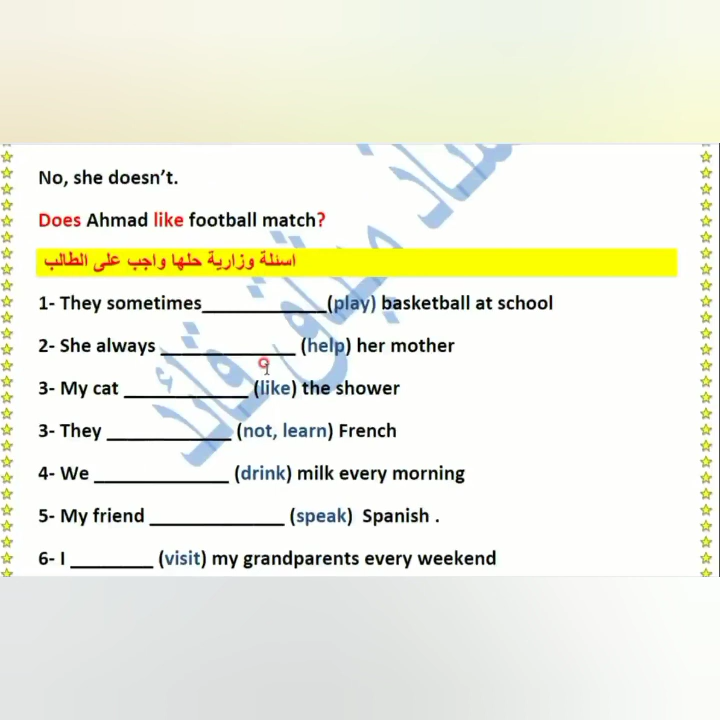 No, she doesn't.
Does Ahmad like football match?
اسئلة وزارية حلها واجب على الطالب
1- They sometimes____________(play) basketball at school
2- She always ____________ (help) her mother
3- My cat ___________ (like) the shower
3- They ___________ (not, learn) French
4- We ____________ (drink) milk every morning
5- My friend ____________ (speak) Spanish .
6- I ________ (visit) my grandparents every weekend